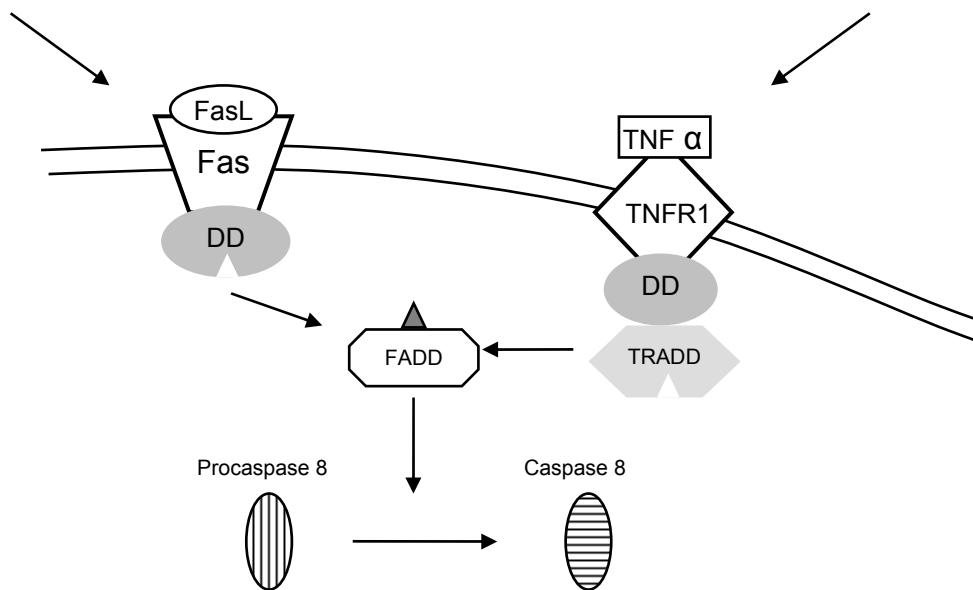 FasL
Fas
DD
TNF α
TNFR1
DD
FADD
TRADD
Procaspase 8
Caspase 8